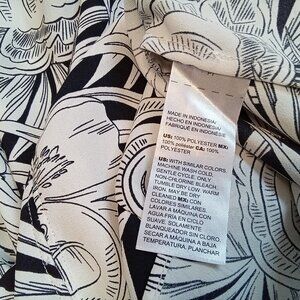 MADE IN INDONESIA/
HECHO EN INDONESIA/
FABRIQUÉ EN INDONÉSIE
US: 100% POLYESTER MX:
100% poliéster CA: 100%
POLYESTER
US: WITH SIMILAR COLORS.
MACHINE WASH COLD,
GENTLE CYCLE. ONLY
NON-CHLORINE BLEACH.
TUMBLE DRY LOW. WARM
IRON. MAY BE DRY
CLEANED MX: CON
COLORES SIMILARES.
LAVAR A MÁQUINA CON
AGUA FRÍA EN CICLO
SUAVE. SOLAMENTE
BLANQUEADOR SIN CLORO.
SECAR A MÁQUINA A BAJA
TEMPERATURA. PLANCHAR